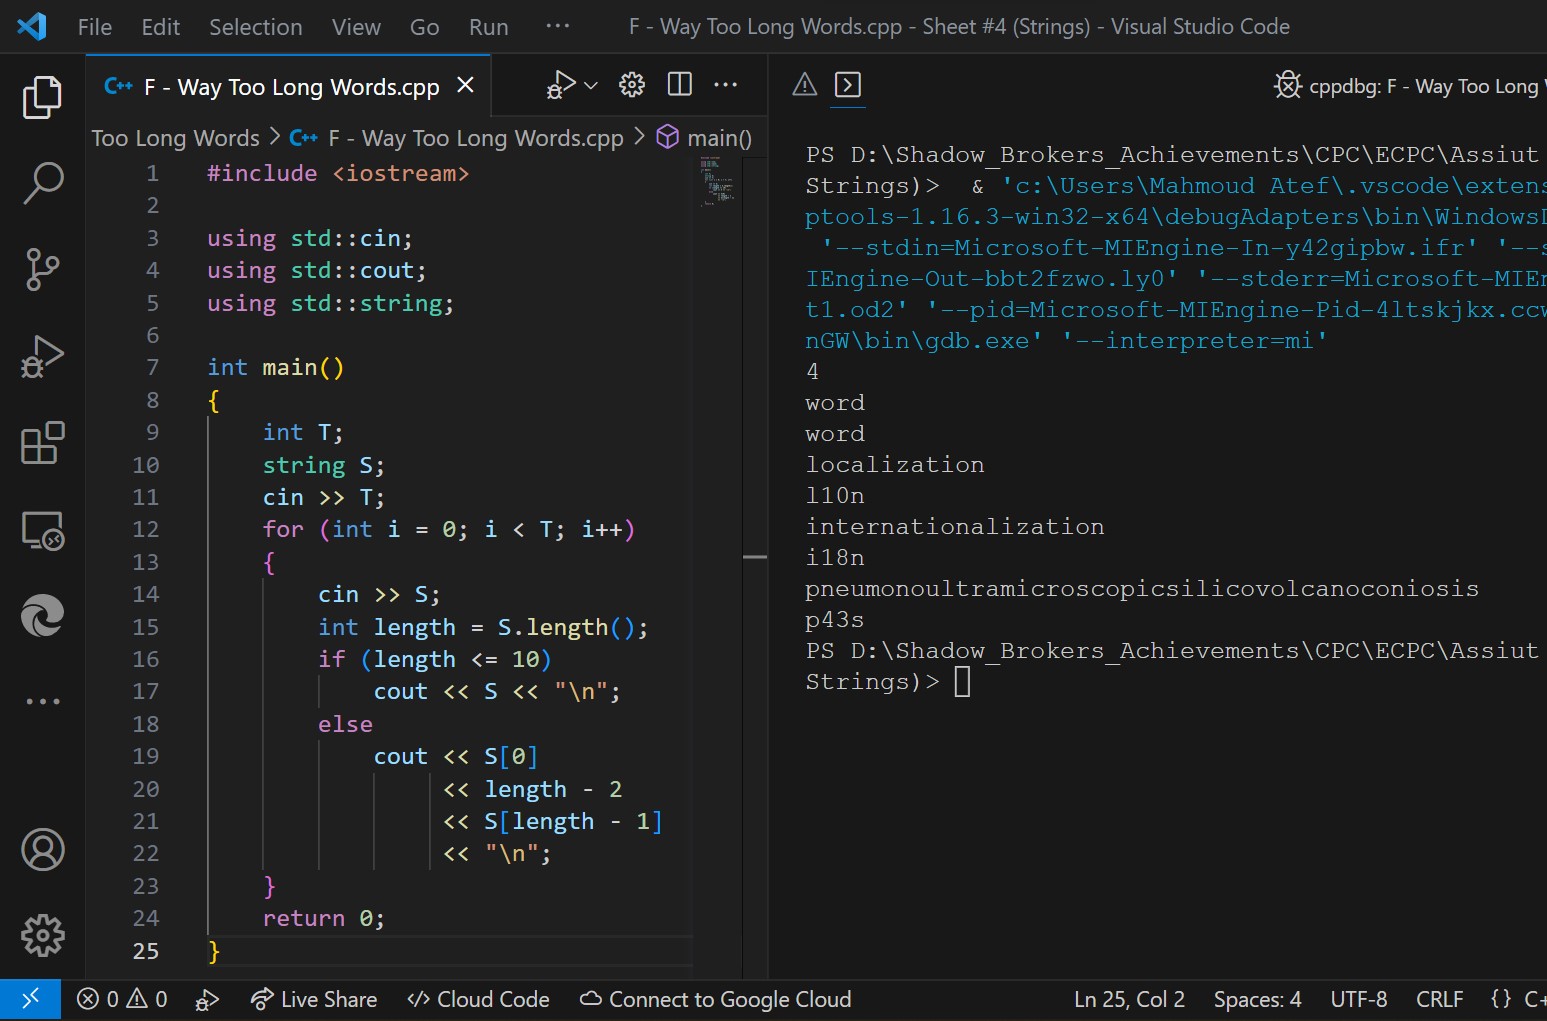 File Edit Selection View Go Run ··· F - Way Too Long Words.cpp - Sheet #4 (Strings) - Visual Studio Code
C++ F - Way Too Long Words.cpp
Too Long Words > C++ F - Way Too Long Words.cpp > main()
1 #include <iostream>
2
3 using std::cin;
4 using std::cout;
5 using std::string;
6
7 int main()
8 {
9 int T;
10 string S;
11 cin >> T;
12 for (int i = 0; i < T; i++)
13 {
14 cin >> S;
15 int length = S.length();
16 if (length <= 10)
17 cout << S << "\n";
18 else
19 cout << S[0]
20 << length - 2
21 << S[length - 1]
22 << "\n";
23 }
24 return 0;
25 }
cppdbg: F - Way Too Long
PS D:\Shadow_Brokers_Achievements\CPC\ECPC\Assiut
Strings)> & 'c:\Users\Mahmoud Atef\.vscode\extens
ptools-1.16.3-win32-x64\debugAdapters\bin\WindowsD
'--stdin=Microsoft-MIEngine-In-y42gipbw.ifr' '--s
IEngine-Out-bbt2fzwo.ly0' '--stderr=Microsoft-MIEn
t1.od2' '--pid=Microsoft-MIEngine-Pid-4ltskjkx.ccw
nGW\bin\gdb.exe' '--interpreter=mi'
4
word
word
localization
l10n
internationalization
i18n
pneumonoultramicroscopicsilicovolcanoconiosis
p43s
PS D:\Shadow_Brokers_Achievements\CPC\ECPC\Assiut
Strings)>
0 0 Live Share Cloud Code Connect to Google Cloud Ln 25, Col 2 Spaces: 4 UTF-8 CRLF {} C+